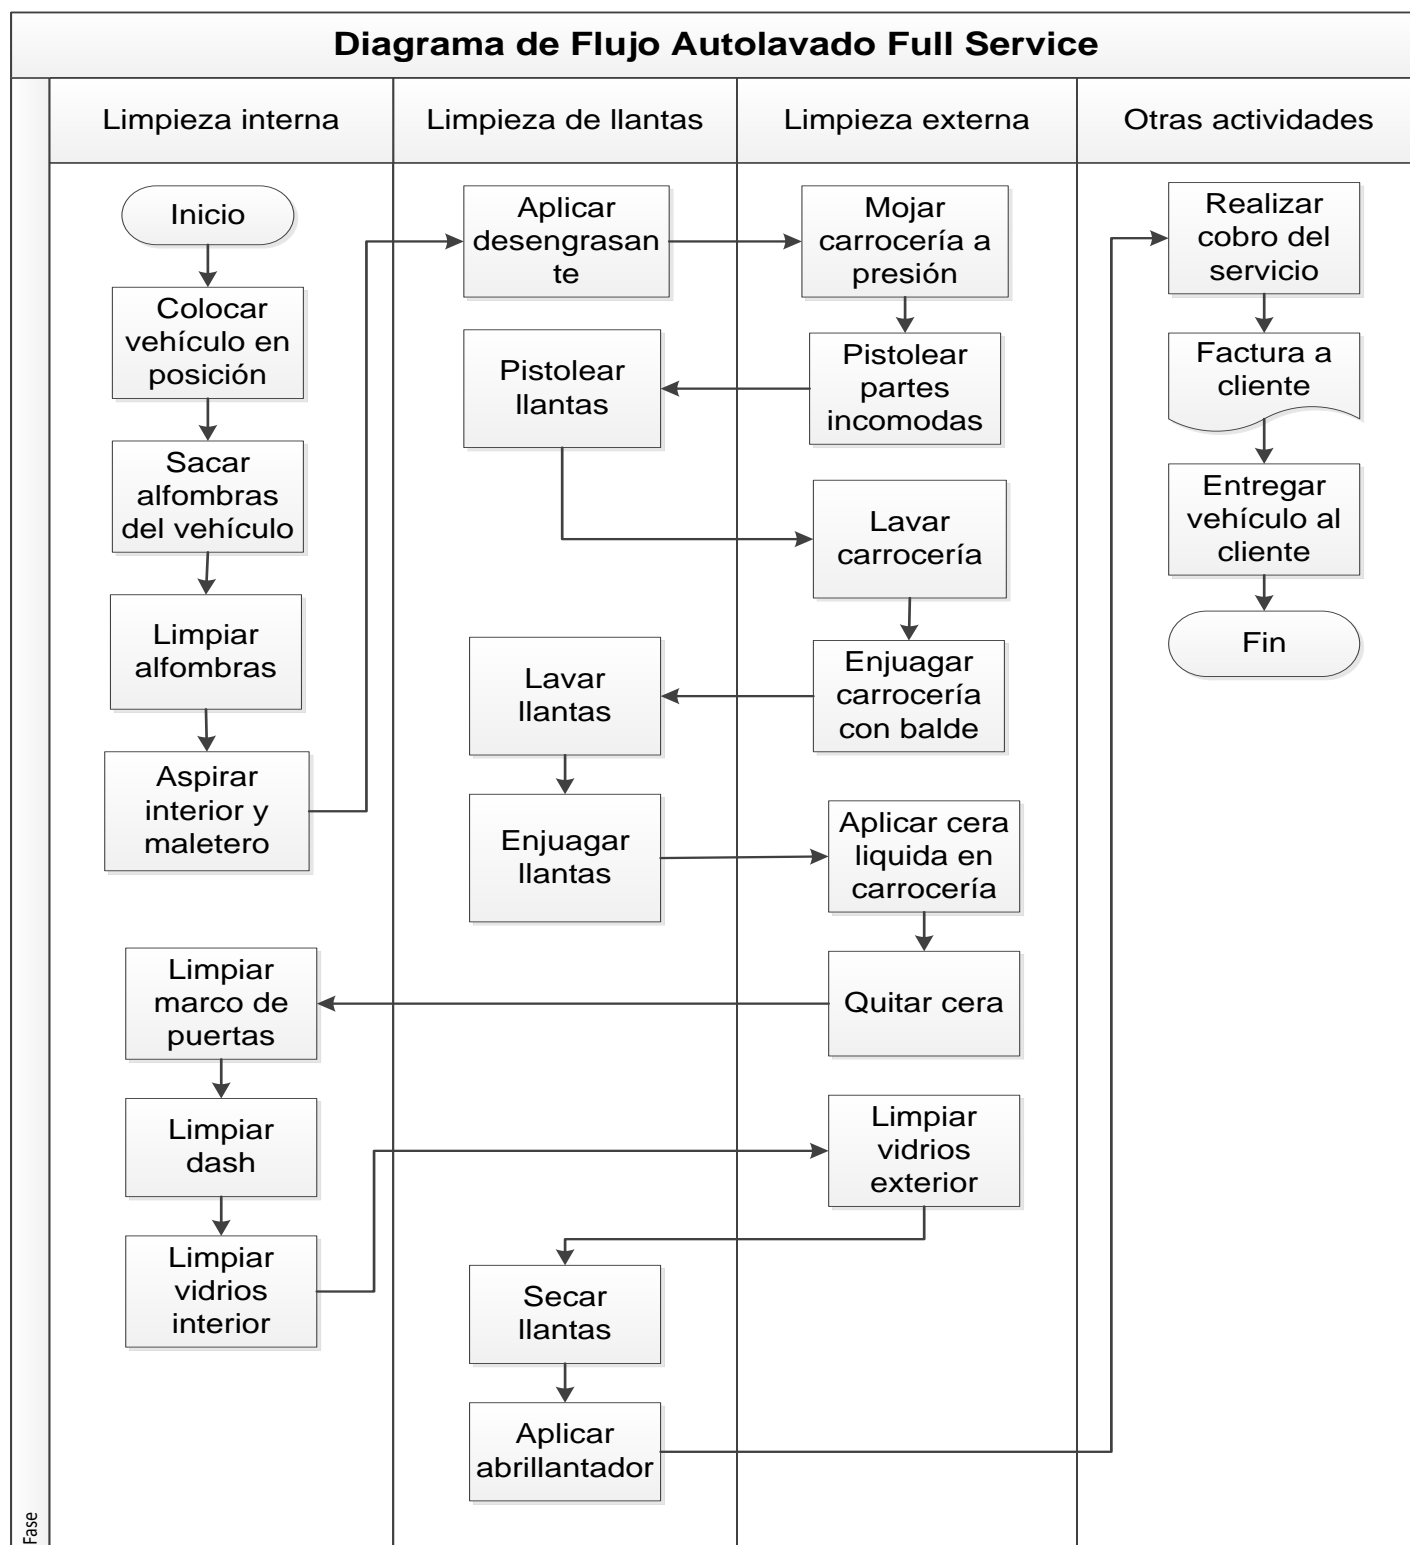 Diagrama de Flujo Autolavado Full Service
Limpieza interna
Limpieza de llantas
Limpieza externa
Otras actividades
Inicio
Colocar
vehículo en
posición
Sacar
alfombras
del vehículo
Limpiar
alfombras
Aspirar
interior y
maletero
Limpiar
marco de
puertas
Limpiar
dash
Limpiar
vidrios
interior
Aplicar
desengrasan
te
Pistolear
llantas
Lavar
llantas
Enjuagar
llantas
Secar
llantas
Aplicar
abrillantador
Mojar
carrocería a
presión
Pistolear
partes
incomodas
Lavar
carrocería
Enjuagar
carrocería
con balde
Aplicar cera
liquida en
carrocería
Quitar cera
Limpiar
vidrios
exterior
Realizar
cobro del
servicio
Factura a
cliente
Entregar
vehículo al
cliente
Fin
Fase